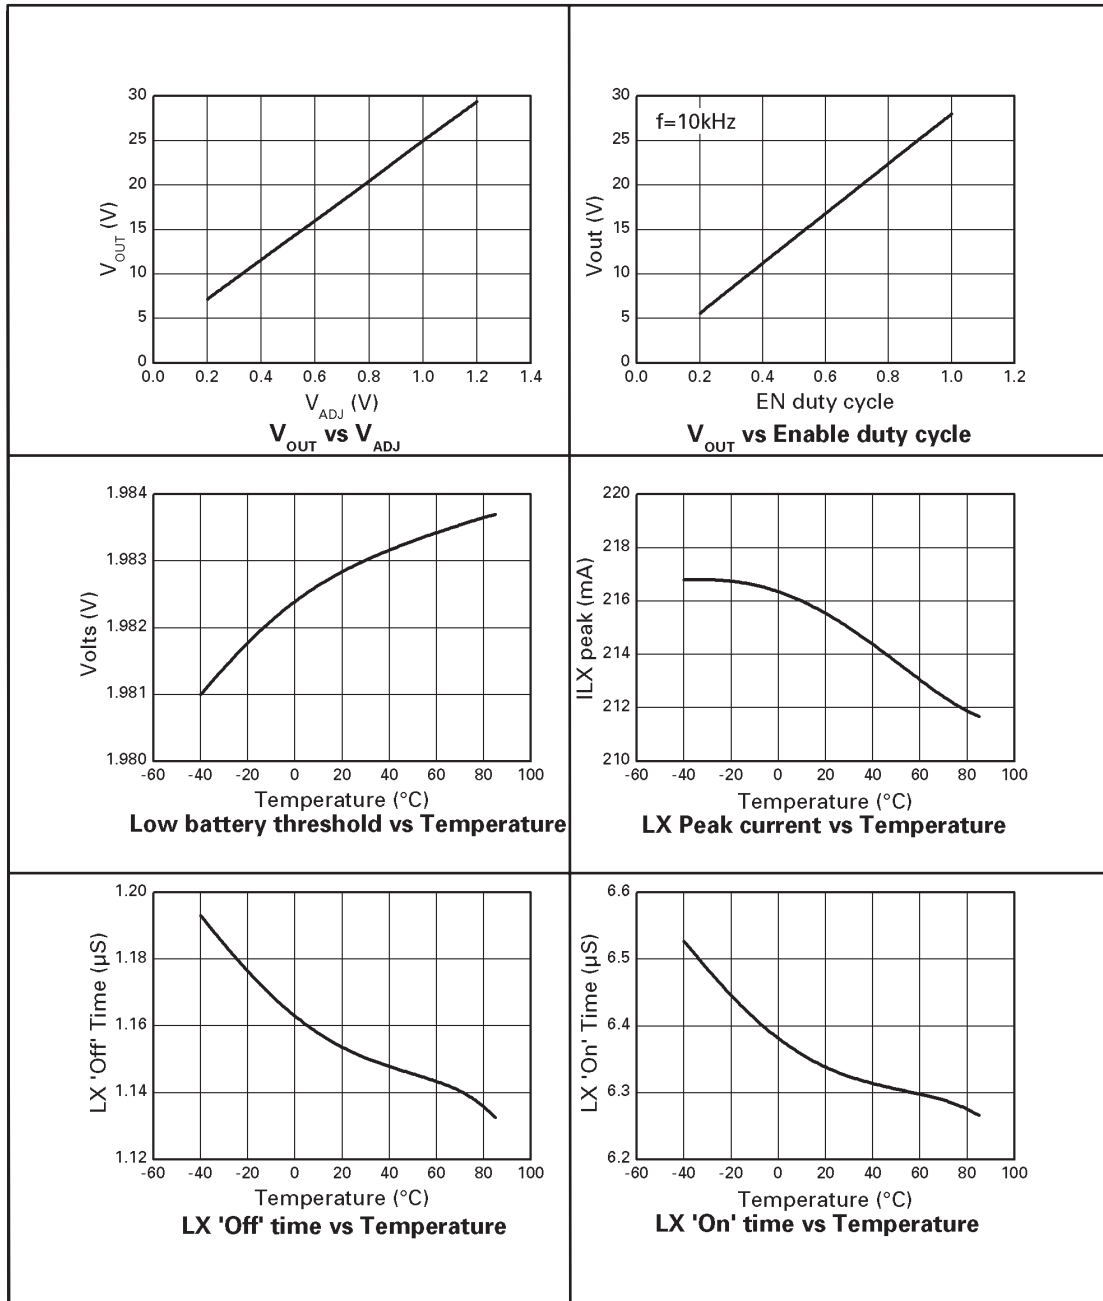 30
25
20
15
10
5
0
V_OUT (V)
0.0 0.2 0.4 0.6 0.8 1.0 1.2 1.4
V_ADJ (V)
V_OUT vs V_ADJ
f=10kHz
30
25
20
15
10
5
0
Vout (V)
0.0 0.2 0.4 0.6 0.8 1.0 1.2
EN duty cycle
V_OUT vs Enable duty cycle
1.984
1.983
1.982
1.981
1.980
Volts (V)
-60 -40 -20 0 20 40 60 80 100
Temperature (°C)
Low battery threshold vs Temperature
220
218
216
214
212
210
ILX peak (mA)
-60 -40 -20 0 20 40 60 80 100
Temperature (°C)
LX Peak current vs Temperature
1.20
1.18
1.16
1.14
1.12
LX 'Off' Time (µS)
-60 -40 -20 0 20 40 60 80 100
Temperature (°C)
LX 'Off' time vs Temperature
6.6
6.5
6.4
6.3
6.2
LX 'On' Time (µS)
-60 -40 -20 0 20 40 60 80 100
Temperature (°C)
LX 'On' time vs Temperature